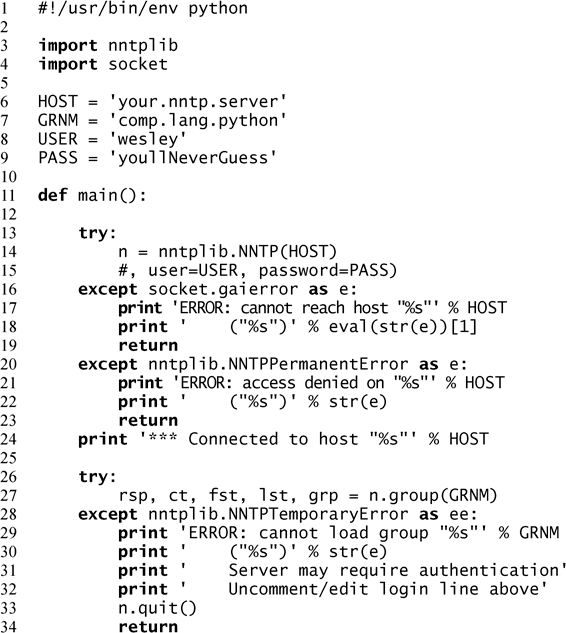 1 #!/usr/bin/env python
2
3 import nntplib
4 import socket
5
6 HOST = 'your.nntp.server'
7 GRNM = 'comp.lang.python'
8 USER = 'wesley'
9 PASS = 'youllNeverGuess'
10
11 def main():
12
13     try:
14         n = nntplib.NNTP(HOST)
15         #, user=USER, password=PASS)
16     except socket.gaierror as e:
17         print 'ERROR: cannot reach host "%s"' % HOST
18         print '    ("%s")' % eval(str(e))[1]
19         return
20     except nntplib.NNTPPermanentError as e:
21         print 'ERROR: access denied on "%s"' % HOST
22         print '    ("%s")' % str(e)
23         return
24     print '*** Connected to host "%s"' % HOST
25
26     try:
27         rsp, ct, fst, lst, grp = n.group(GRNM)
28     except nntplib.NNTPTemporaryError as ee:
29         print 'ERROR: cannot load group "%s"' % GRNM
30         print '    ("%s")' % str(e)
31         print '    Server may require authentication'
32         print '    Uncomment/edit login line above'
33         n.quit()
34         return